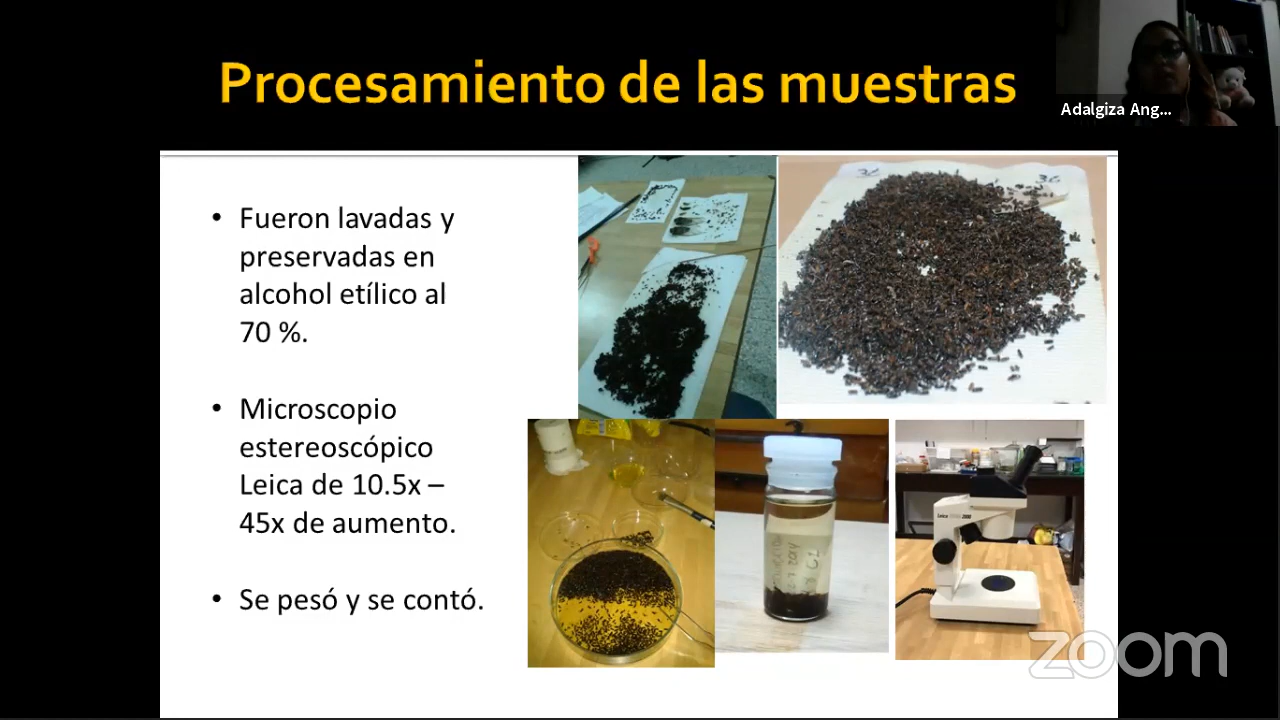 Procesamiento de las muestras
Adalgiza Ang...
• Fueron lavadas y
preservadas en
alcohol etílico al
70 %.
• Microscopio
estereoscópico
Leica de 10.5x –
45x de aumento.
• Se pesó y se contó.
Leica
zoom